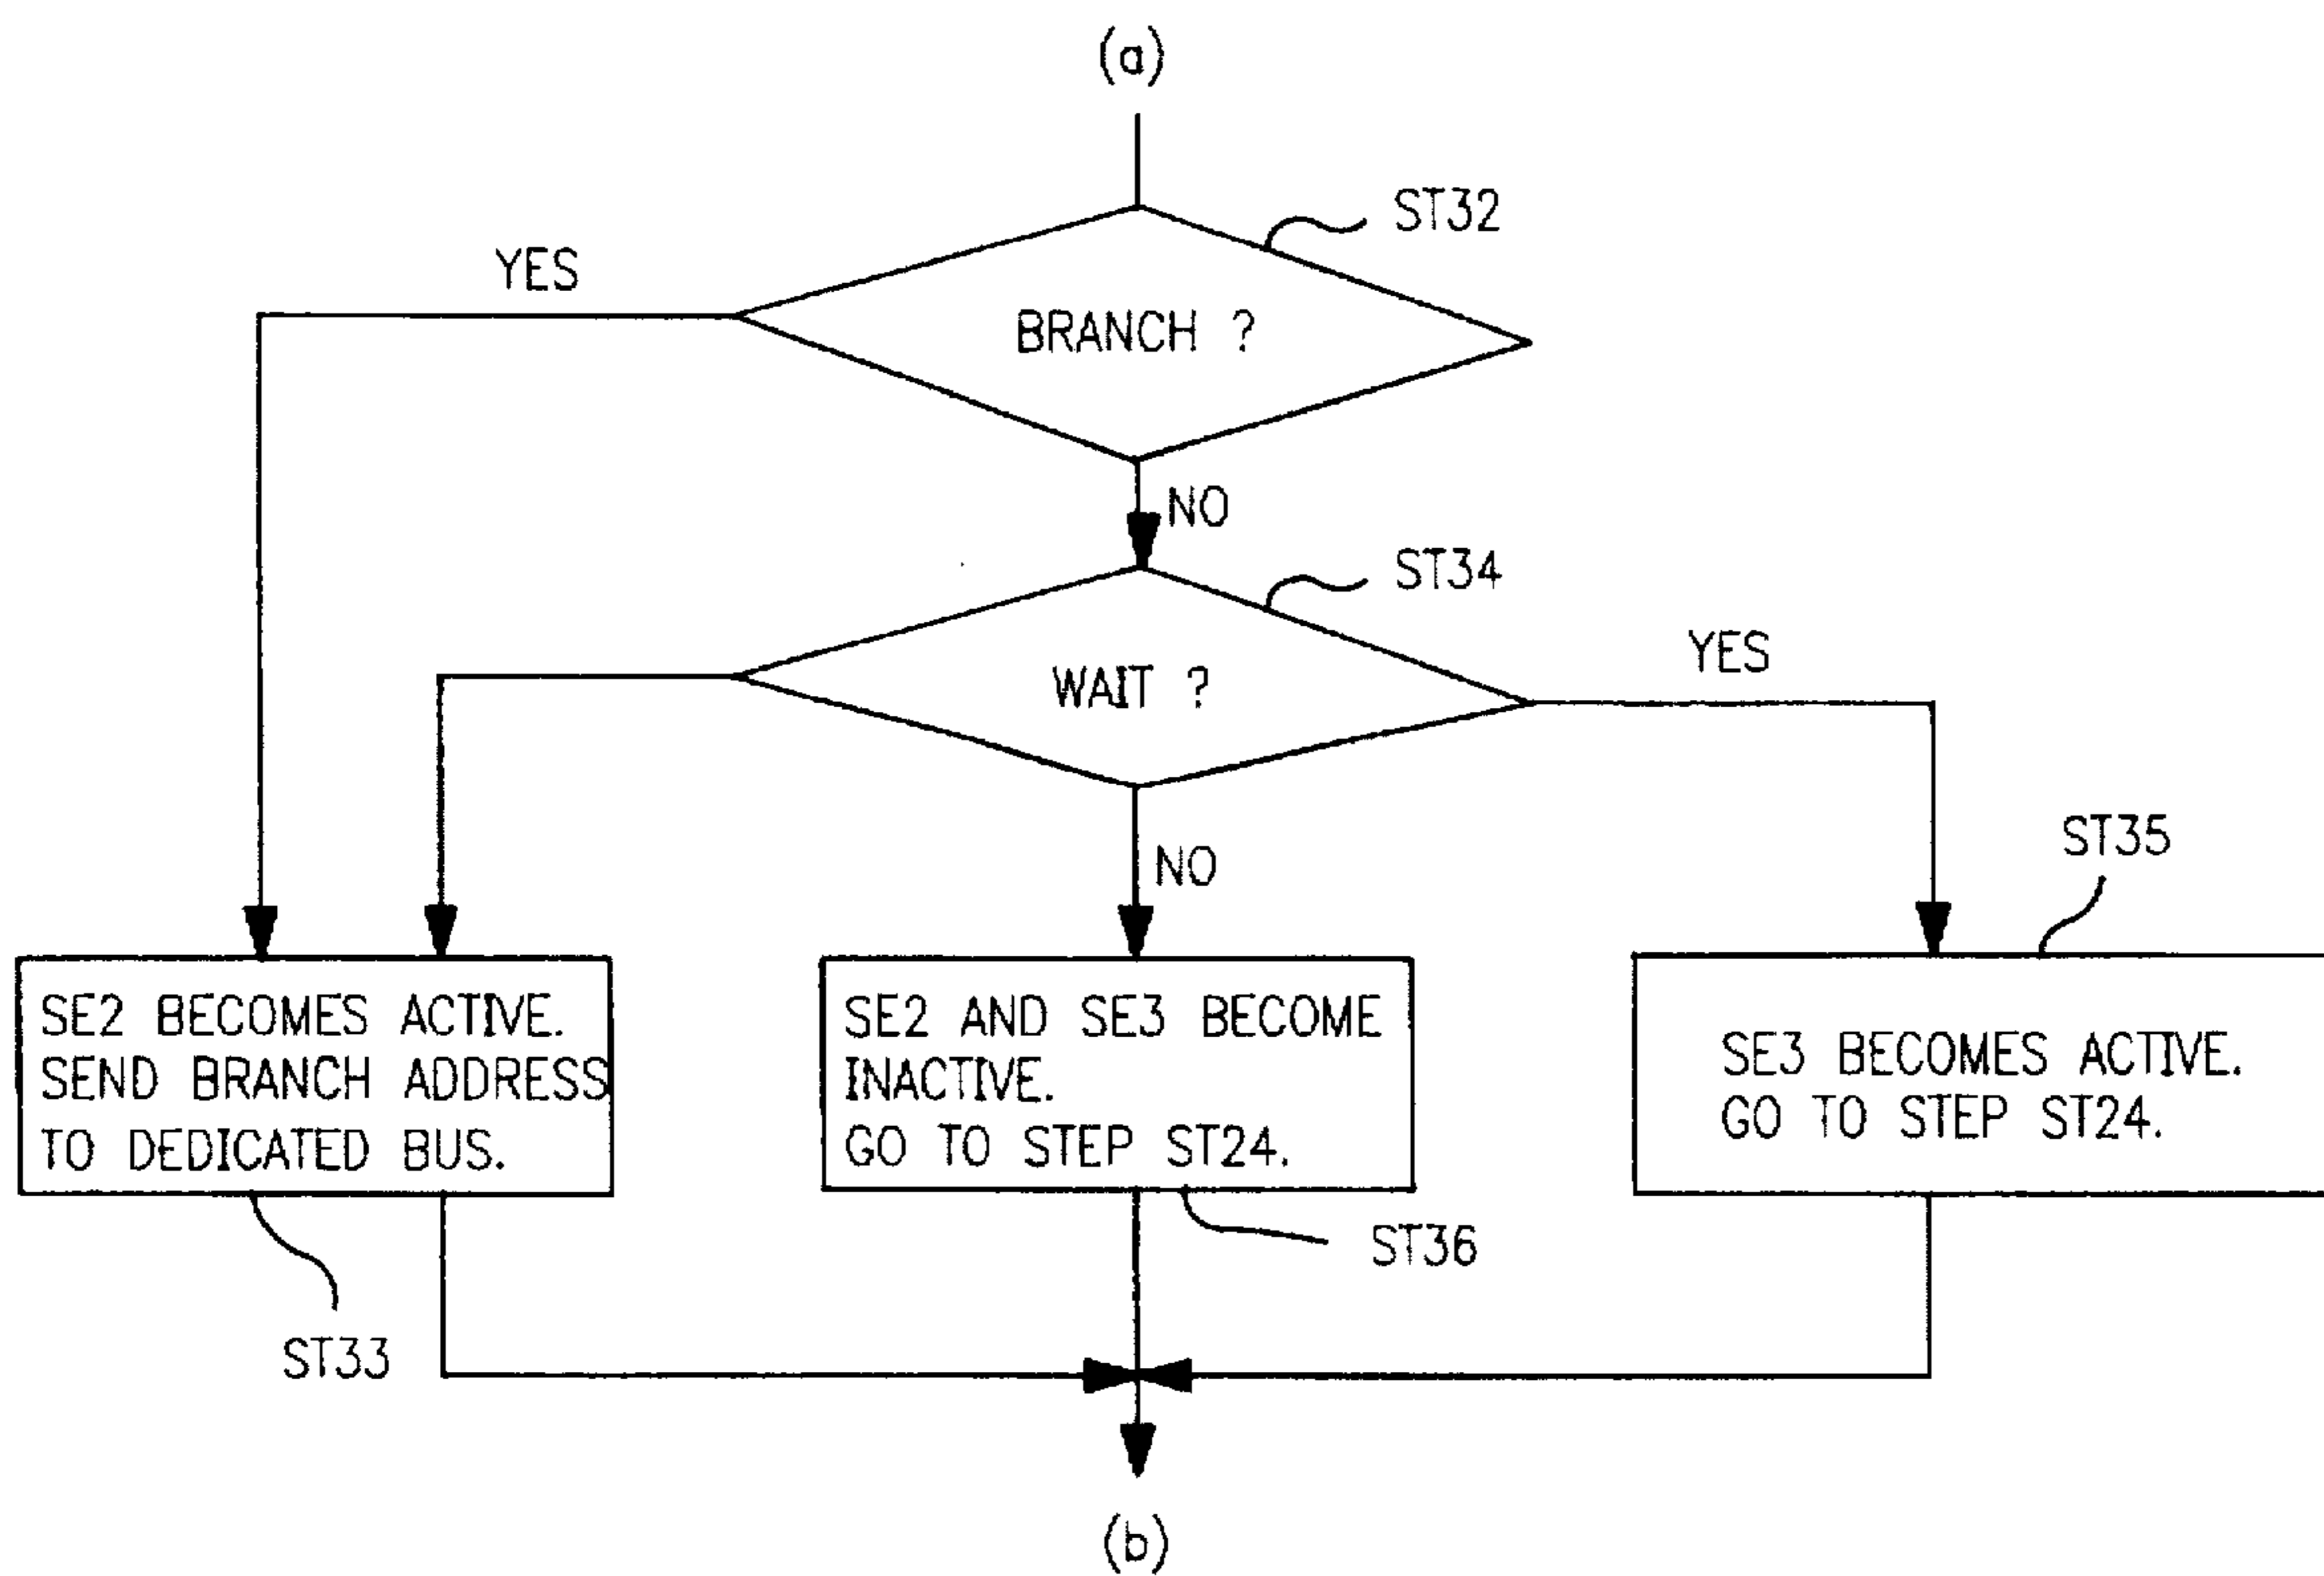 (a)
ST32
YES
BRANCH ?
NO
ST34
YES
WAIT ?
ST35
NO
SE2 BECOMES ACTIVE.
SEND BRANCH ADDRESS
TO DEDICATED BUS.
SE2 AND SE3 BECOME
INACTIVE.
GO TO STEP ST24.
SE3 BECOMES ACTIVE.
GO TO STEP ST24.
ST36
ST33
(b)